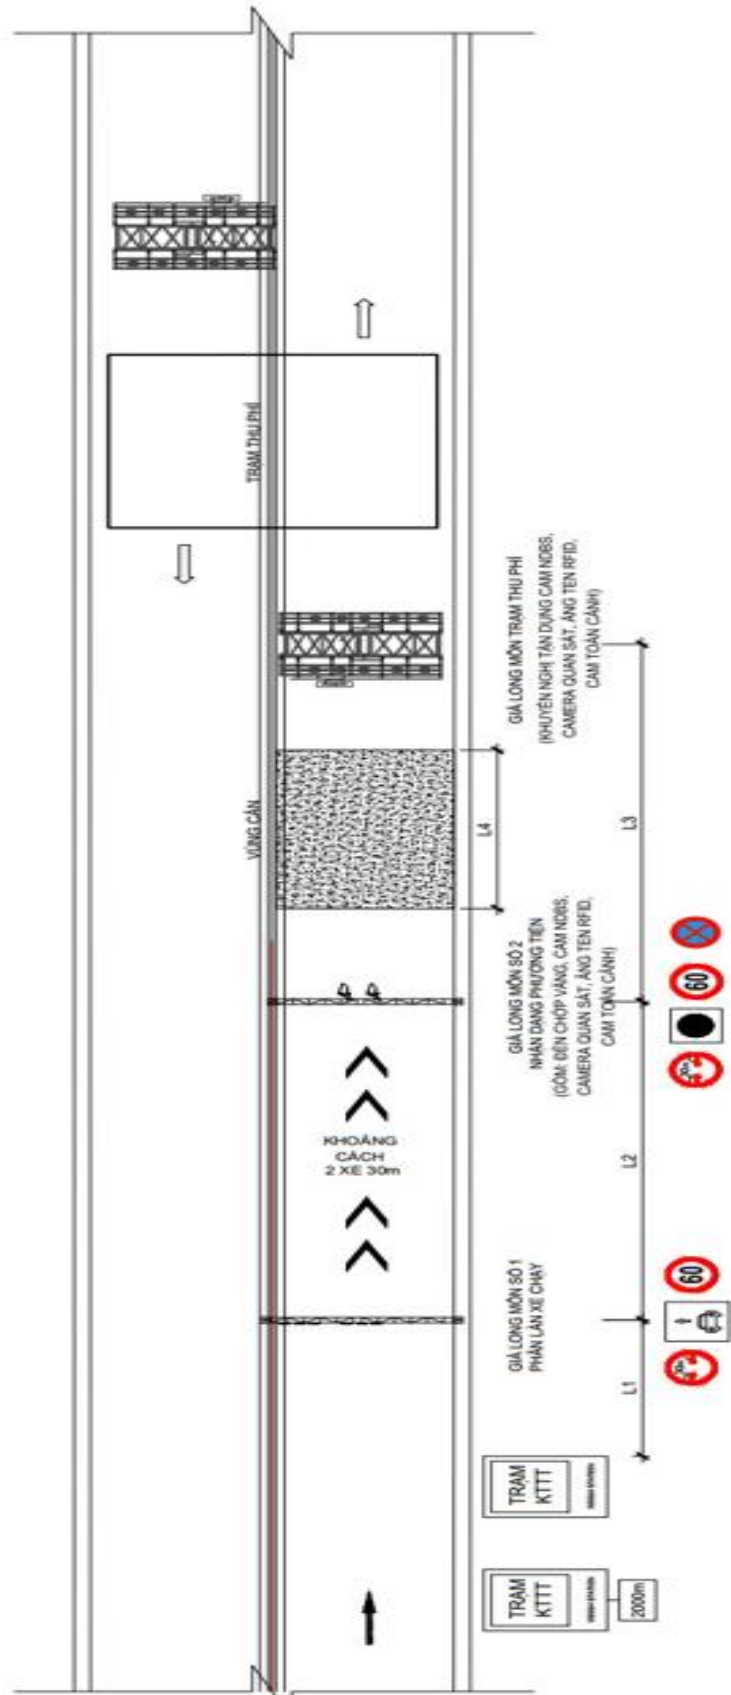 TRẠM THU PHÍ
GIÁ LONG MÔN TRẠM THU PHÍ
(KHUYẾN NGHỊ TẬN DỤNG CAM NDBS,
CAMERA QUAN SÁT, ĂNG TEN RFID,
CAM TOÀN CẢNH)
VÙNG CÂN
L4
L3
GIÁ LONG MÔN SỐ 2
NHẬN DẠNG PHƯƠNG TIỆN
(GỒM: ĐÈN CHỚP VÀNG, CAM NDBS,
CAMERA QUAN SÁT, ĂNG TEN RFID,
CAM TOÀN CẢNH)
60
30m
KHOẢNG
CÁCH
2 XE 30m
L2
GIÁ LONG MÔN SỐ 1
PHÂN LÀN XE CHẠY
60
30m
L1
TRẠM
KTTT
TRẠM
KTTT
2000m